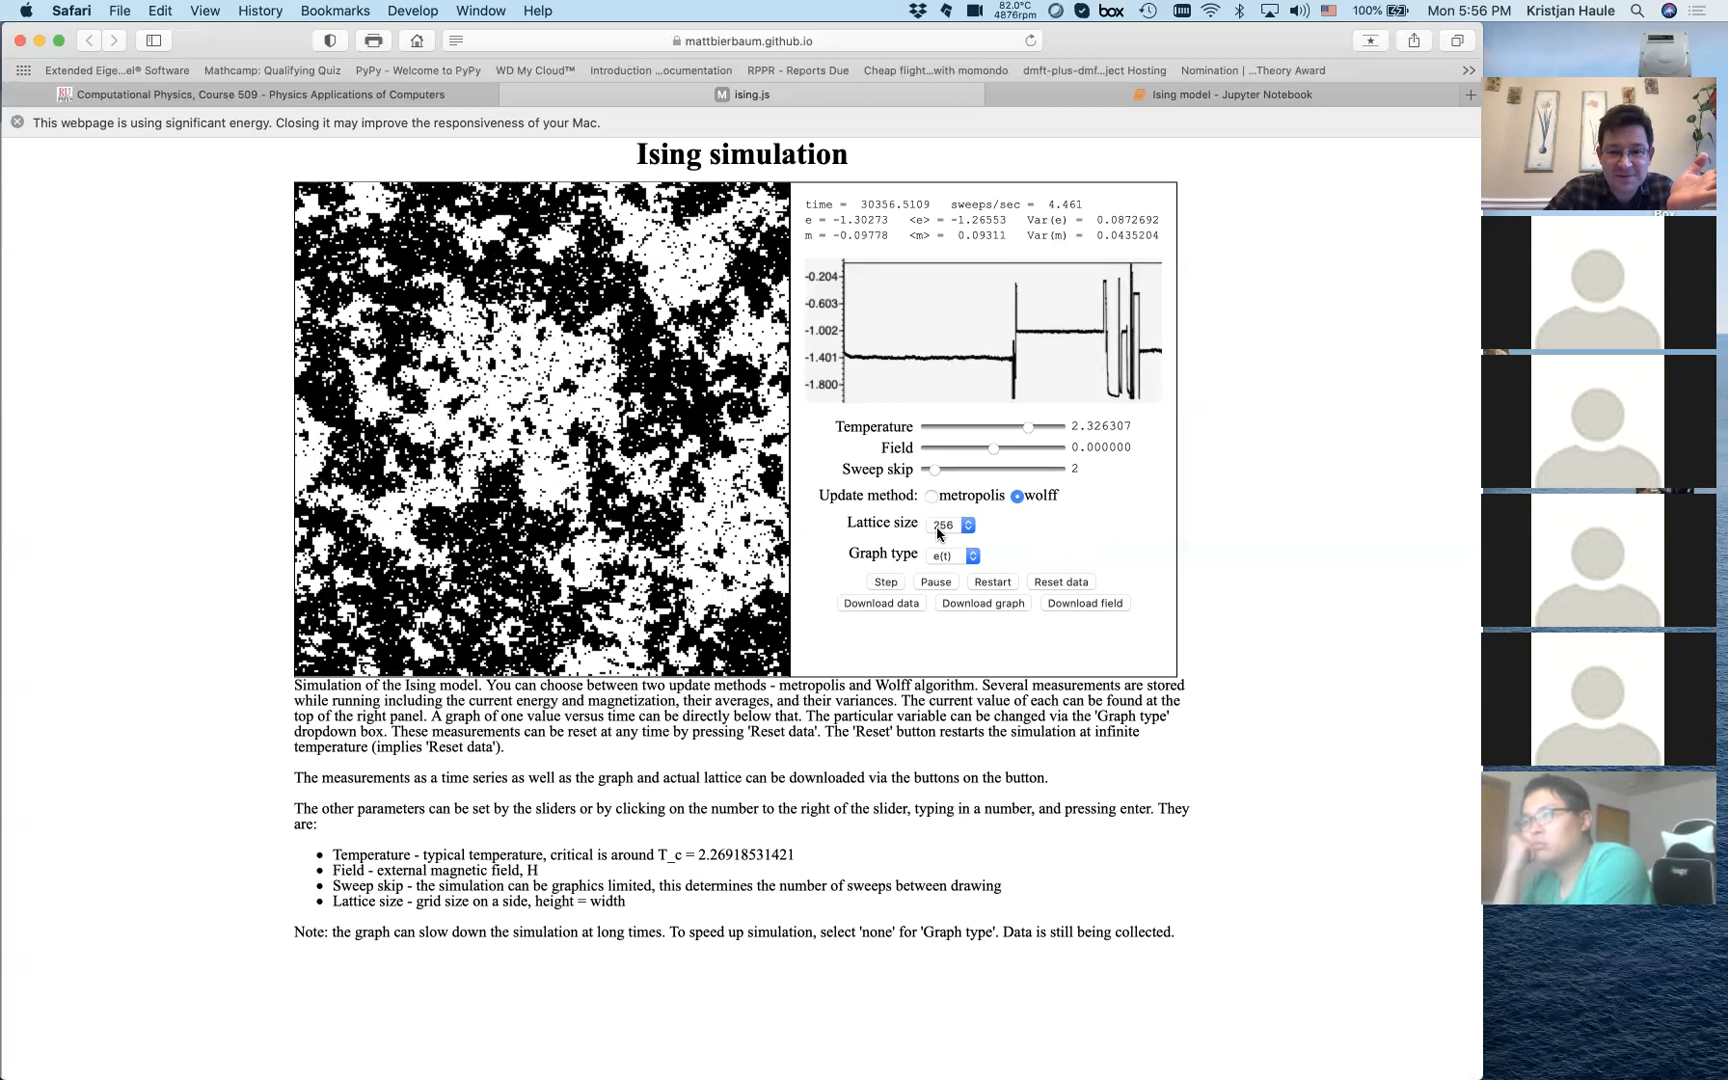 Safari File Edit View History Bookmarks Develop Window Help
82.0°C
4876rpm
box
100%
Mon 5:56 PM Kristjan Haule
mattbierbaum.github.io
Extended Eige...el® Software Mathcamp: Qualifying Quiz PyPy - Welcome to PyPy WD My Cloud™ Introduction ...ocumentation RPPR - Reports Due Cheap flight...with momondo dmft-plus-dmf...ject Hosting Nomination | ...Theory Award
Computational Physics, Course 509 - Physics Applications of Computers
M ising.js
Ising model - Jupyter Notebook
This webpage is using significant energy. Closing it may improve the responsiveness of your Mac.
Ising simulation
time = 30356.5109 sweeps/sec = 4.461
e = -1.30273 <e> = -1.26553 Var(e) = 0.0872692
m = -0.09778 <m> = 0.09311 Var(m) = 0.0435204
-0.204
-0.603
-1.002
-1.401
-1.800
Temperature 2.326307
Field 0.000000
Sweep skip 2
Update method: metropolis wolff
Lattice size 256
Graph type e(t)
Step Pause Restart Reset data
Download data Download graph Download field
Simulation of the Ising model. You can choose between two update methods - metropolis and Wolff algorithm. Several measurements are stored
while running including the current energy and magnetization, their averages, and their variances. The current value of each can be found at the
top of the right panel. A graph of one value versus time can be directly below that. The particular variable can be changed via the 'Graph type'
dropdown box. These measurements can be reset at any time by pressing 'Reset data'. The 'Reset' button restarts the simulation at infinite
temperature (implies 'Reset data').
The measurements as a time series as well as the graph and actual lattice can be downloaded via the buttons on the button.
The other parameters can be set by the sliders or by clicking on the number to the right of the slider, typing in a number, and pressing enter. They
are:
• Temperature - typical temperature, critical is around T_c = 2.26918531421
• Field - external magnetic field, H
• Sweep skip - the simulation can be graphics limited, this determines the number of sweeps between drawing
• Lattice size - grid size on a side, height = width
Note: the graph can slow down the simulation at long times. To speed up simulation, select 'none' for 'Graph type'. Data is still being collected.